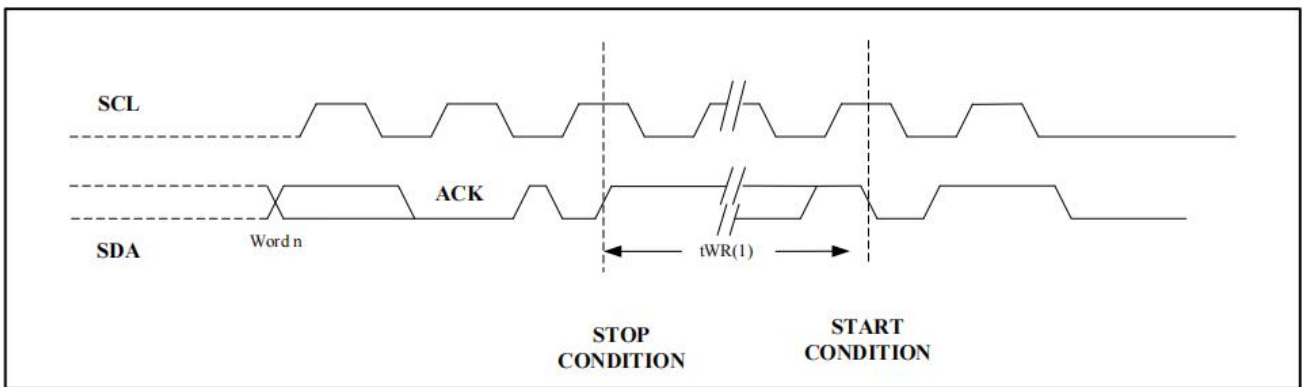 SCL
ACK
Word n
SDA
tWR(1)
STOP
CONDITION
START
CONDITION